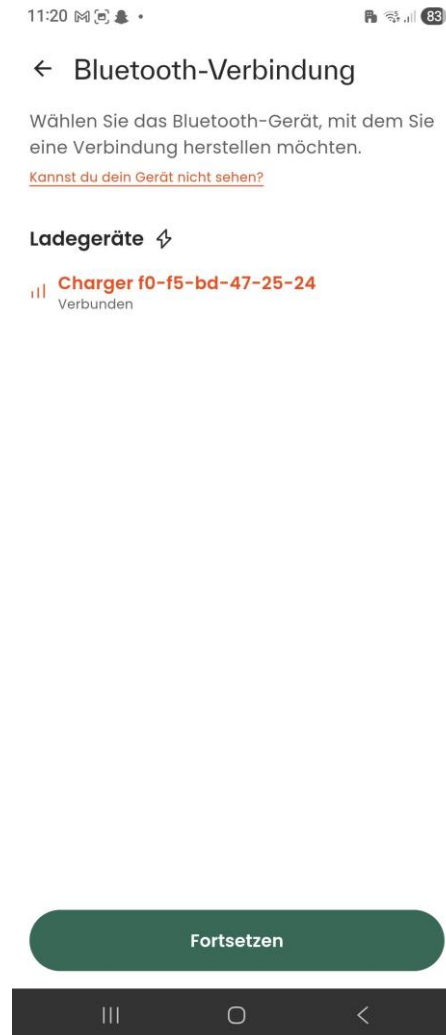 11:20
83
Bluetooth-Verbindung
Wählen Sie das Bluetooth-Gerät, mit dem Sie
eine Verbindung herstellen möchten.
Kannst du dein Gerät nicht sehen?
Ladegeräte
Charger f0-f5-bd-47-25-24
Verbunden
Fortsetzen